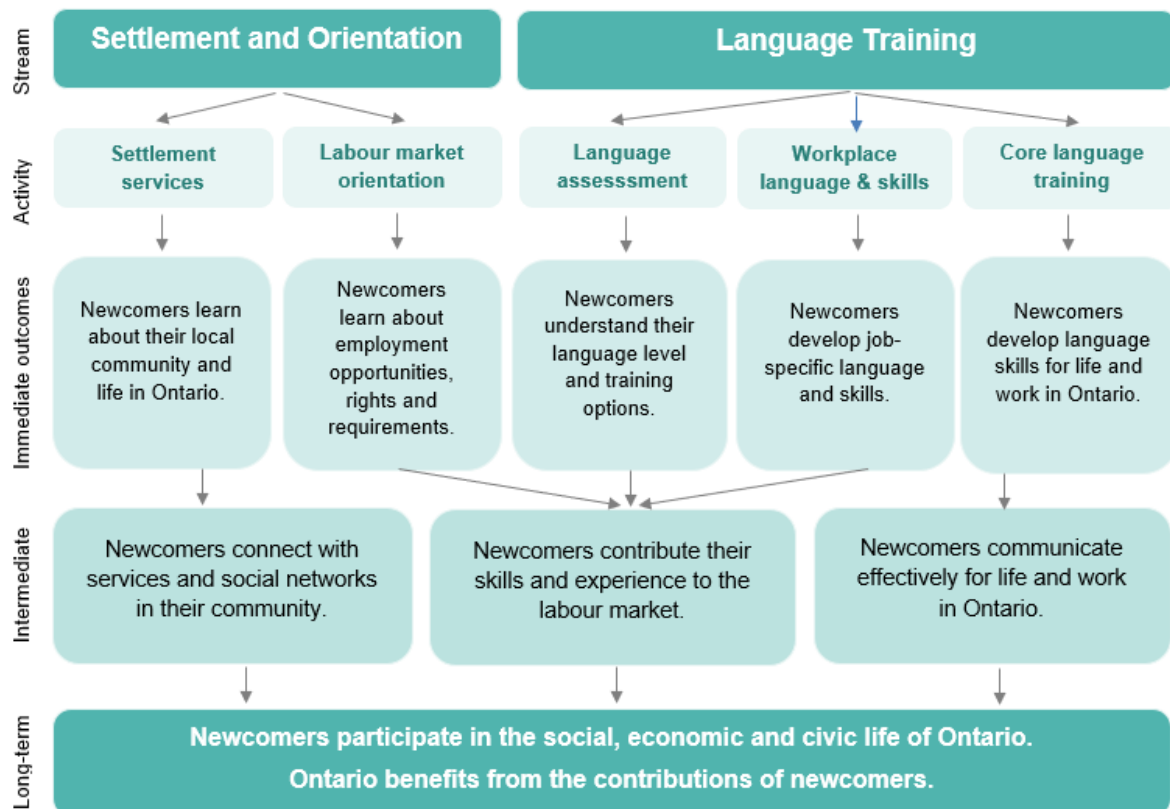 Stream
Settlement and Orientation
Language Training
Activity
Settlement
services
Labour market
orientation
Language
assesssment
Workplace
language & skills
Core language
training
Immediate outcomes
Newcomers learn
about their local
community and
life in Ontario.
Newcomers
learn about
employment
opportunities,
rights and
requirements.
Newcomers
understand their
language level
and training
options.
Newcomers
develop job-
specific language
and skills.
Newcomers
develop language
skills for life and
work in Ontario.
Intermediate
Newcomers connect with
services and social networks
in their community.
Newcomers contribute their
skills and experience to the
labour market.
Newcomers communicate
effectively for life and work
in Ontario.
Long-term
Newcomers participate in the social, economic and civic life of Ontario.
Ontario benefits from the contributions of newcomers.